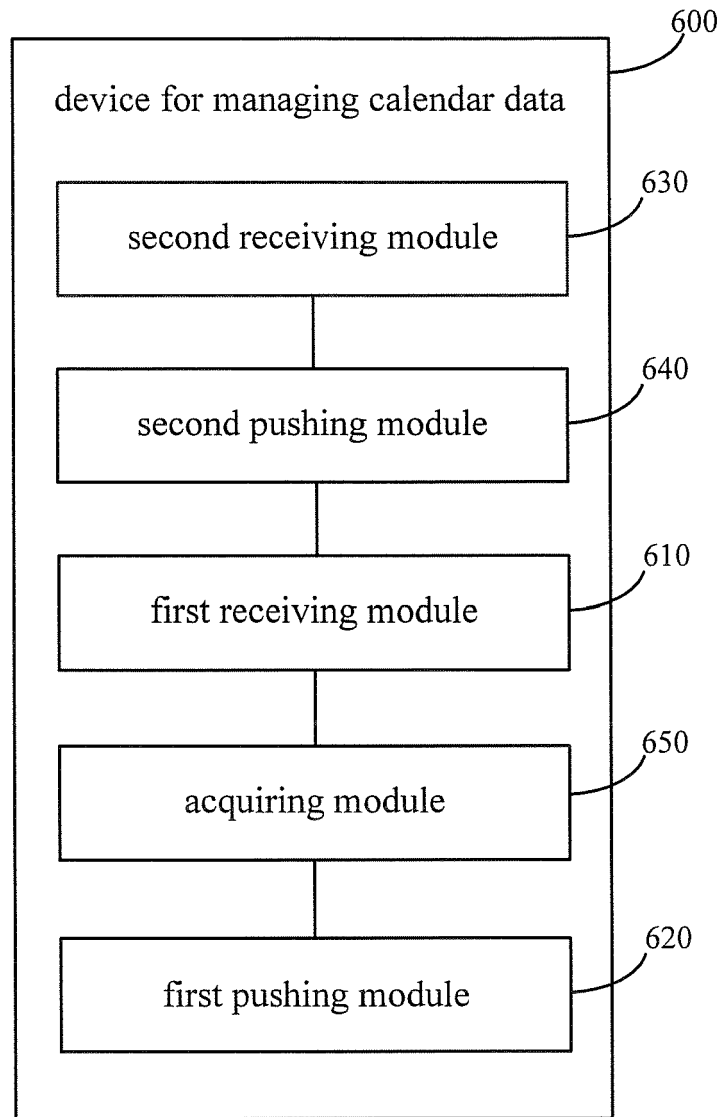 600
device for managing calendar data
630
second receiving module
640
second pushing module
610
first receiving module
650
acquiring module
620
first pushing module